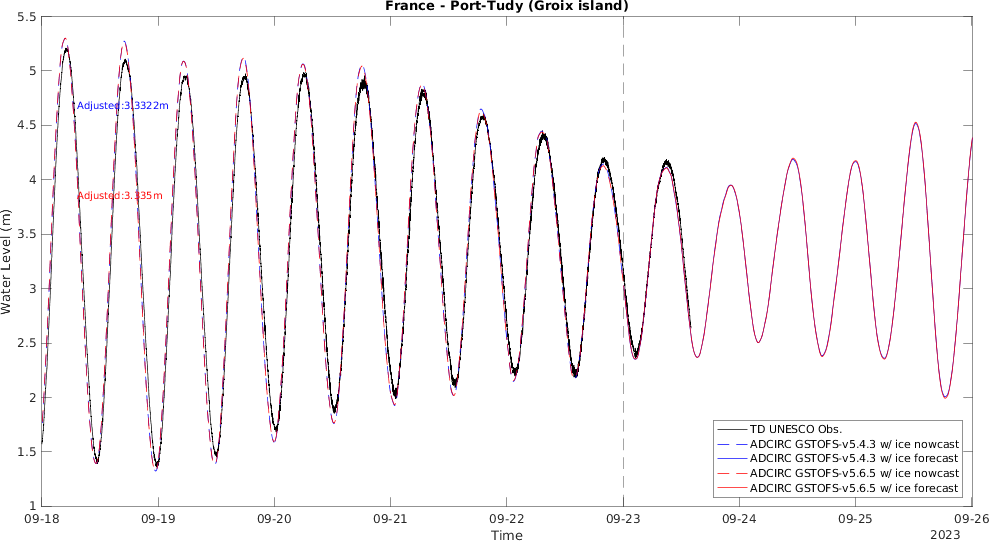 France - Port-Tudy (Groix island)
5.5
5
4.5
4
3.5
3
2.5
2
1.5
1
Water Level (m)
Adjusted:3.3322m
Adjusted:3.335m
TD UNESCO Obs.
ADCIRC GSTOFS-v5.4.3 w/ ice nowcast
ADCIRC GSTOFS-v5.4.3 w/ ice forecast
ADCIRC GSTOFS-v5.6.5 w/ ice nowcast
ADCIRC GSTOFS-v5.6.5 w/ ice forecast
09-18 09-19 09-20 09-21 09-22 09-23 09-24 09-25 09-26
Time
2023